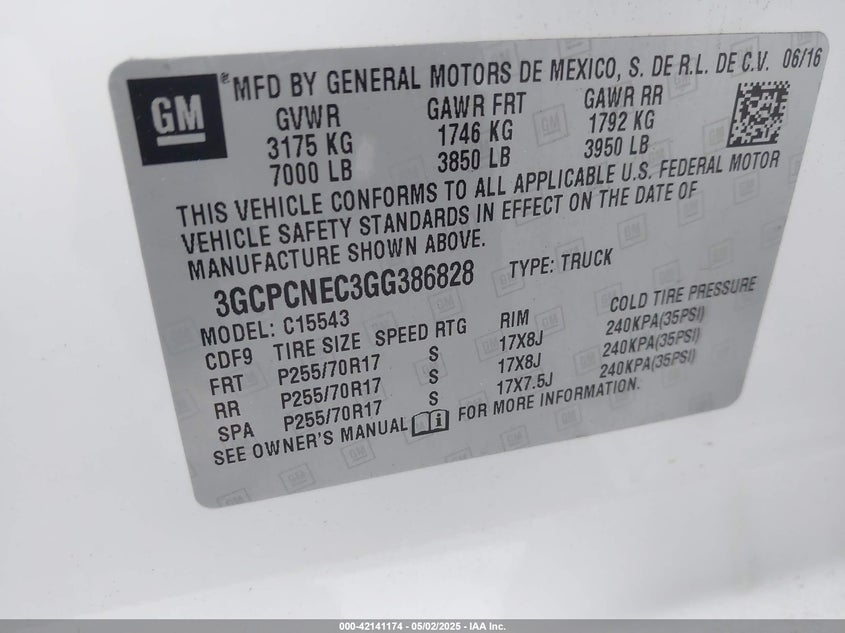 GM
® MFD BY GENERAL MOTORS DE MEXICO, S. DE R.L. DE C.V. 06/16
GVWR GAWR FRT GAWR RR
3175 KG 1746 KG 1792 KG
7000 LB 3850 LB 3950 LB
THIS VEHICLE CONFORMS TO ALL APPLICABLE U.S. FEDERAL MOTOR
VEHICLE SAFETY STANDARDS IN EFFECT ON THE DATE OF
MANUFACTURE SHOWN ABOVE.
3GCPCNEC3GG386828 TYPE: TRUCK
MODEL: C15543
CDF9 TIRE SIZE SPEED RTG RIM COLD TIRE PRESSURE
FRT P255/70R17 S 17X8J 240KPA(35PSI)
RR P255/70R17 S 17X8J 240KPA(35PSI)
SPA P255/70R17 S 17X7.5J 240KPA(35PSI)
SEE OWNER'S MANUAL FOR MORE INFORMATION.
000-42141174 - 05/02/2025 - IAA Inc.